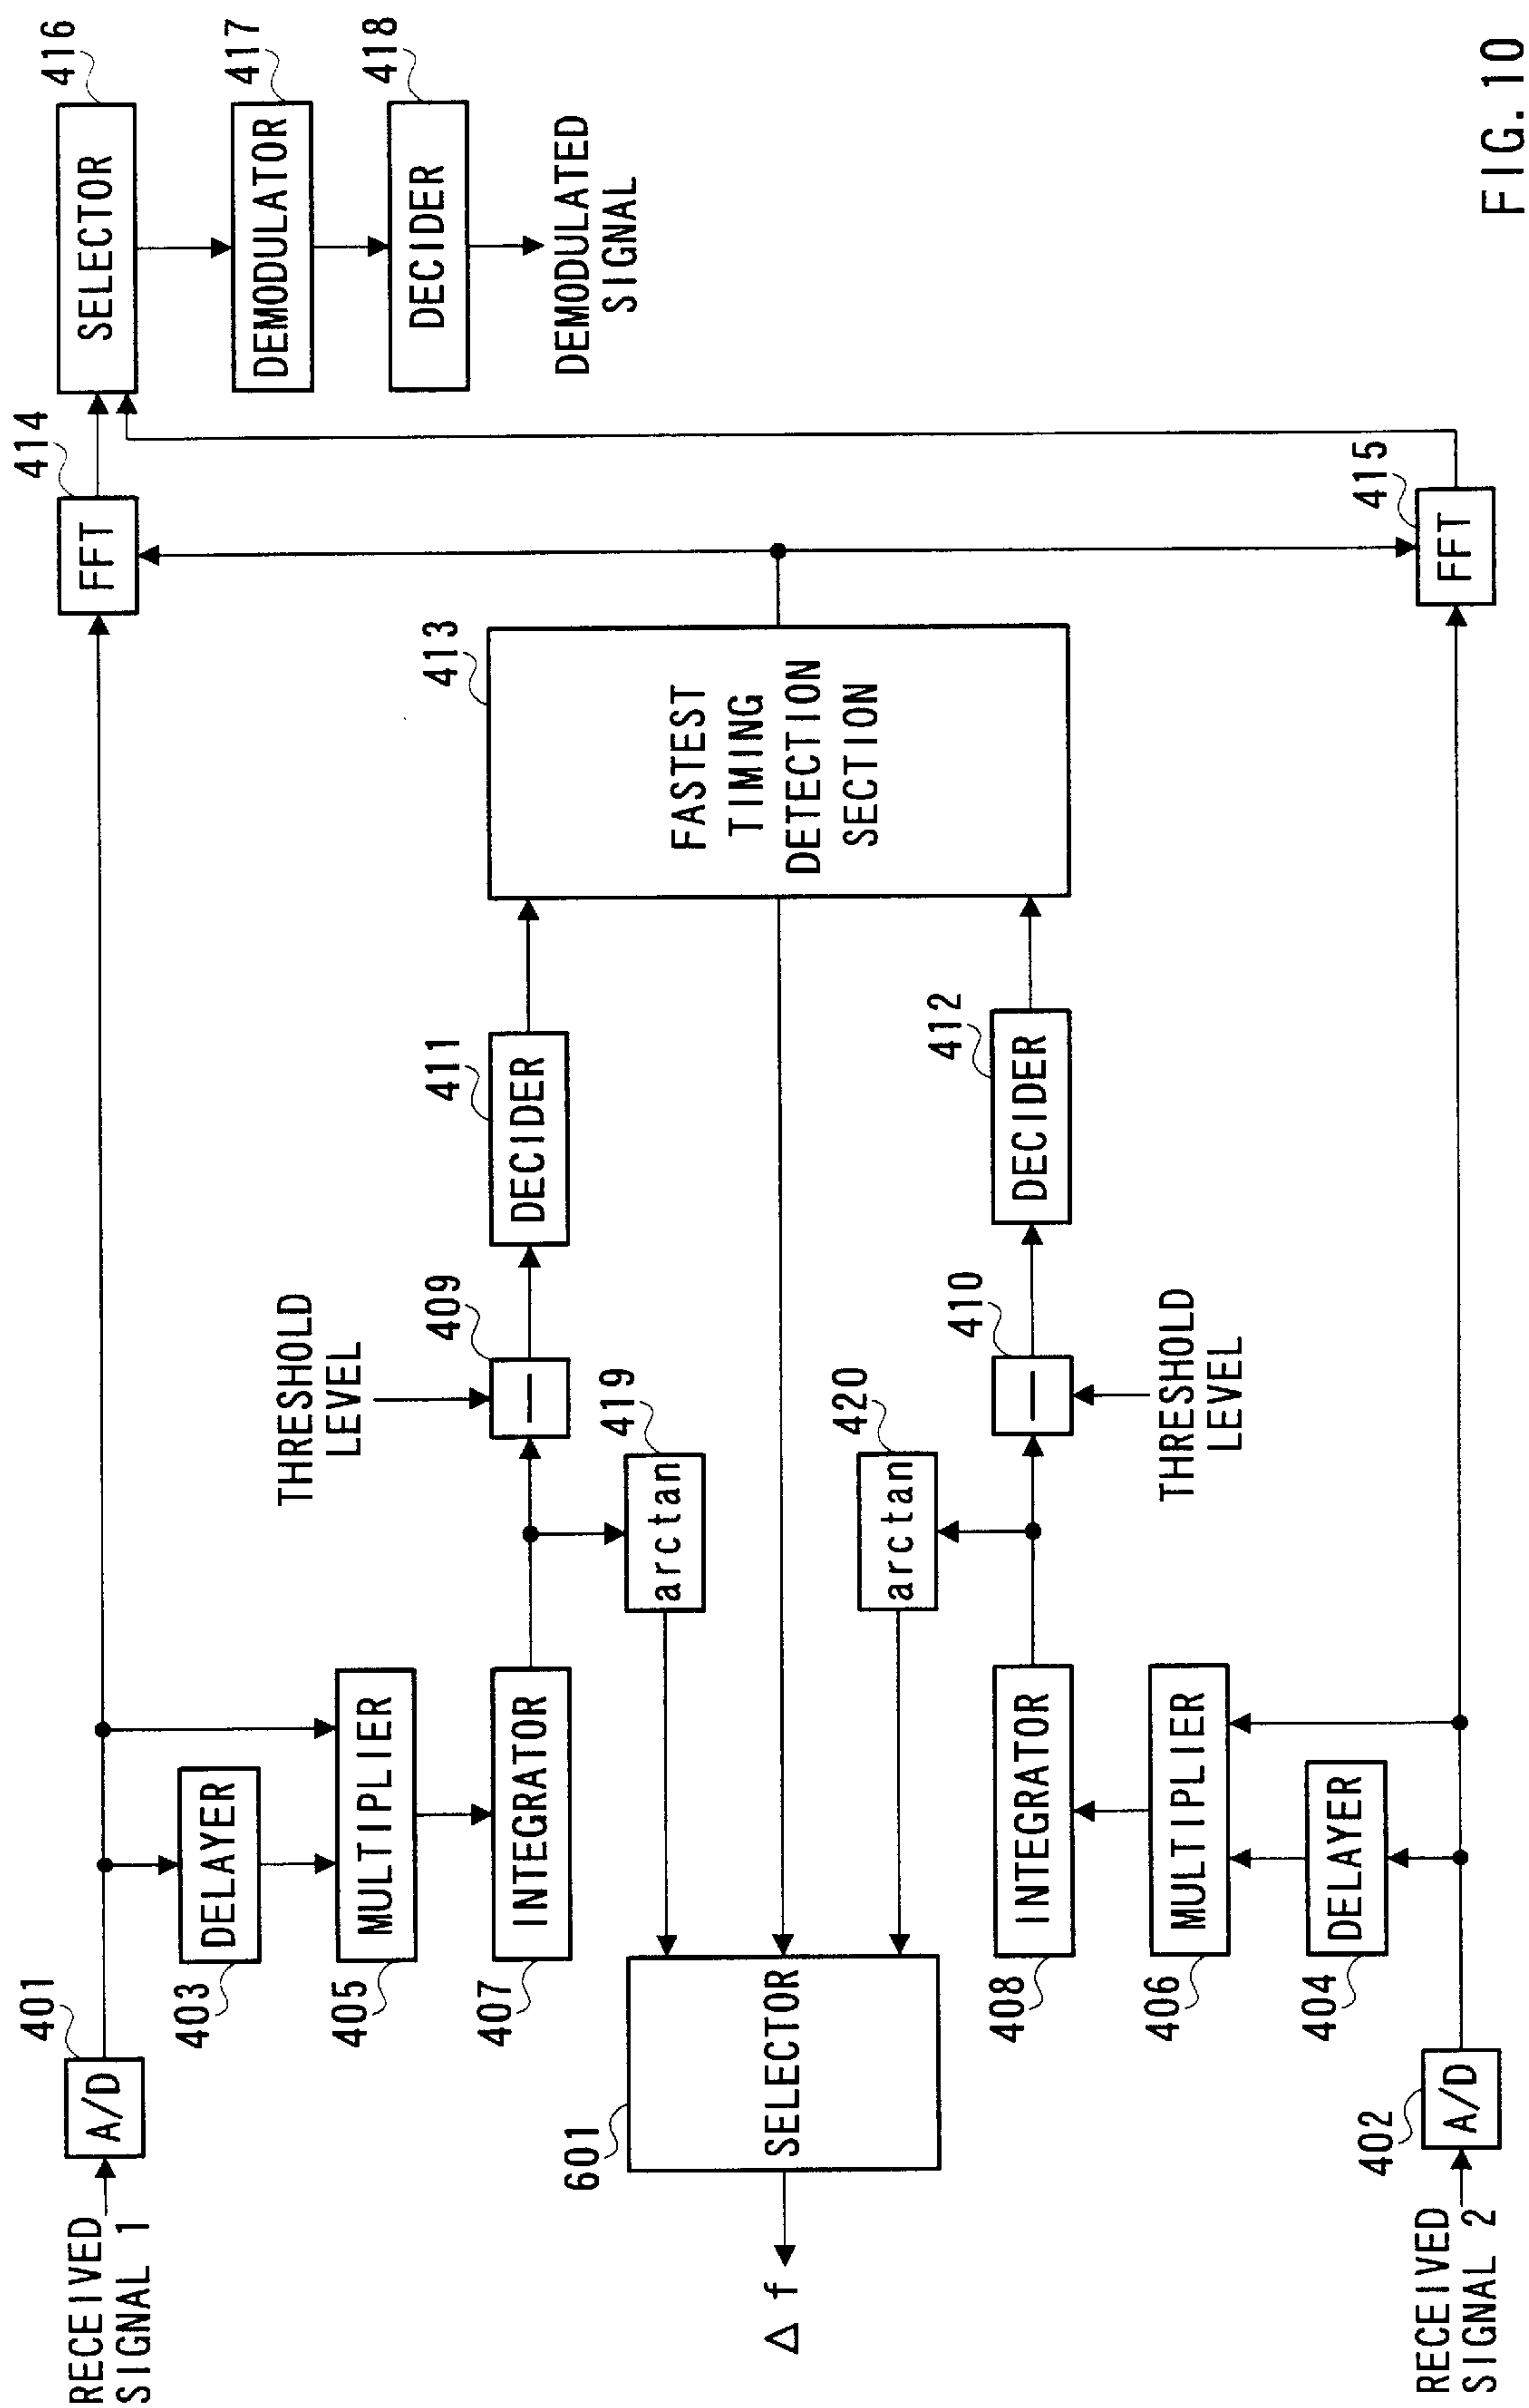 RECEIVED
SIGNAL 1
A/D
401
DELAYER
403
MULTIPLIER
405
INTEGRATOR
407
THRESHOLD
LEVEL
409
—
DECIDER
411
arctan
419
FASTEST
TIMING
DETECTION
SECTION
413
FFT
414
SELECTOR
416
DEMODULATOR
417
DECIDER
418
DEMODULATED
SIGNAL
Δ f
SELECTOR
601
arctan
420
RECEIVED
SIGNAL 2
A/D
402
DELAYER
404
MULTIPLIER
406
INTEGRATOR
408
—
410
THRESHOLD
LEVEL
DECIDER
412
FFT
415
FIG. 10